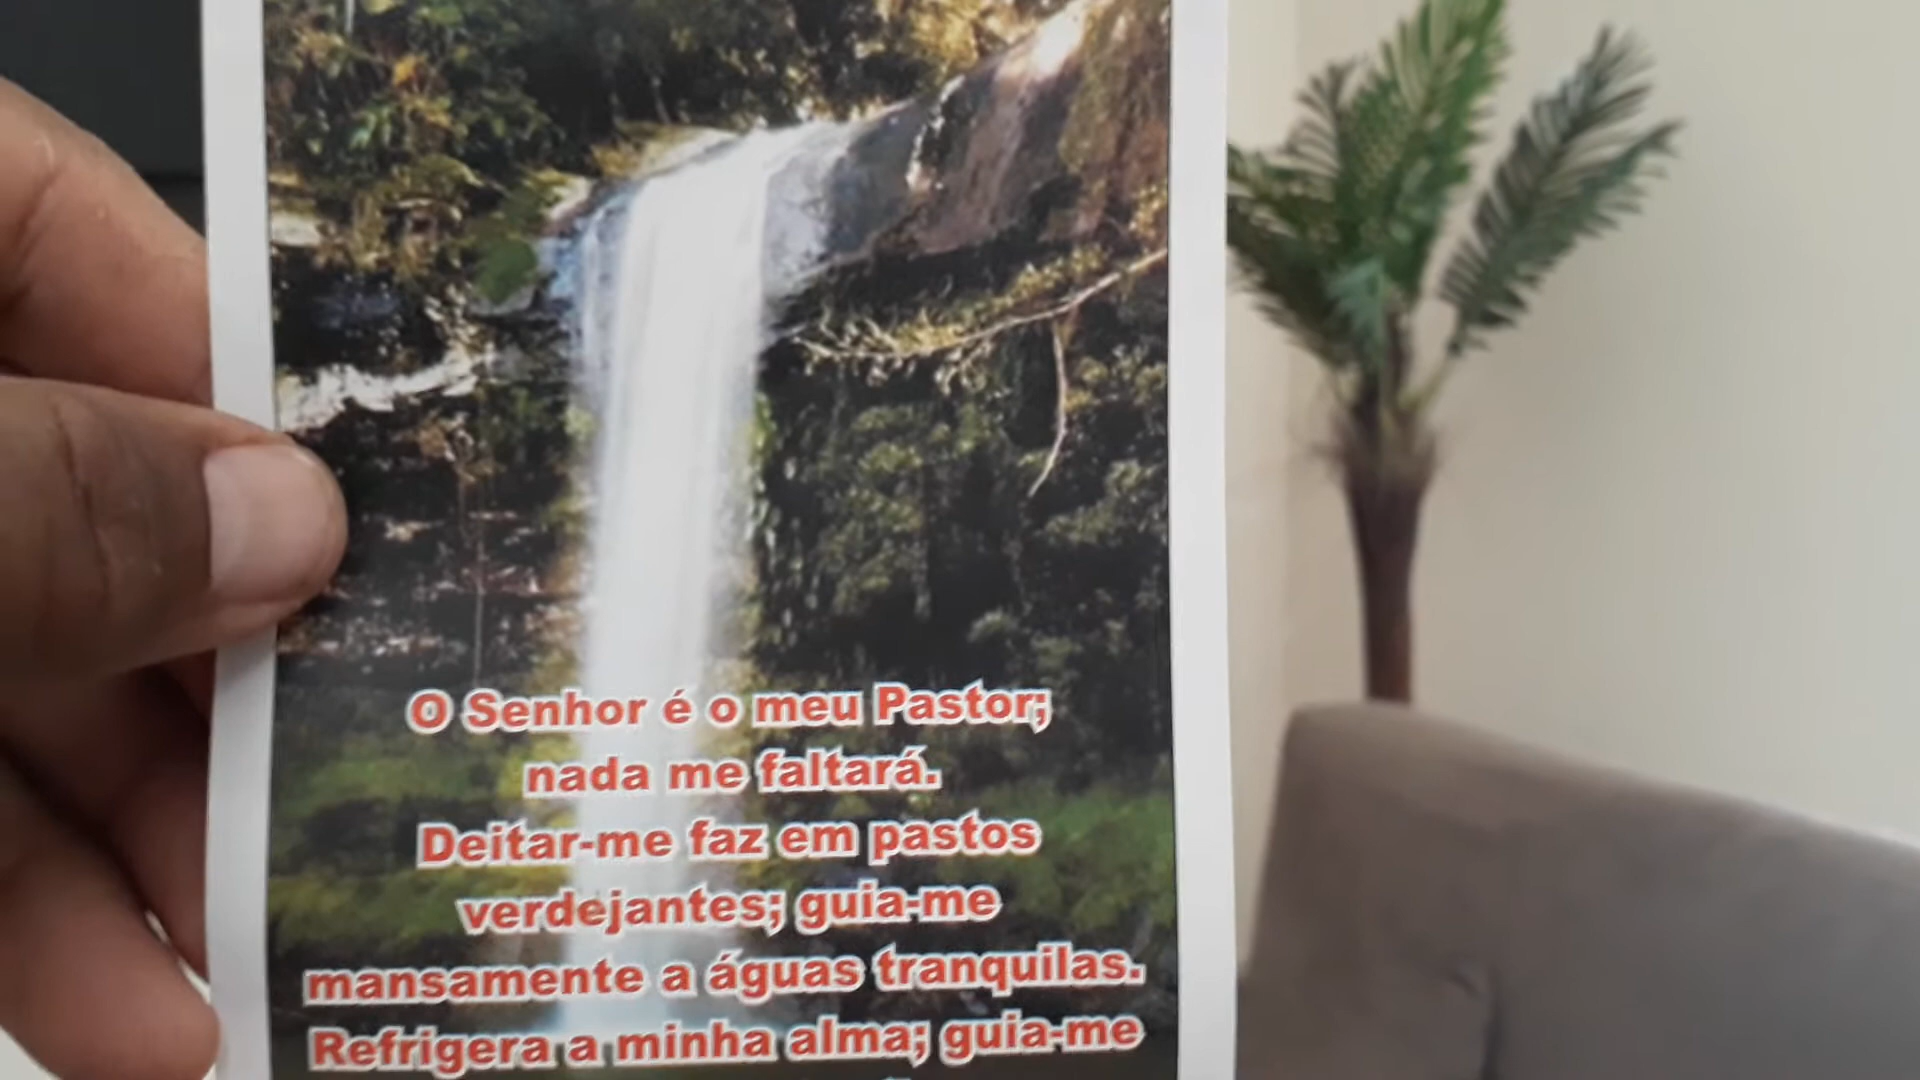 O Senhor é o meu Pastor;
nada me faltará.
Deitar-me faz em pastos
verdejantes; guia-me
mansamente a águas tranquilas.
Refrigera a minha alma; guia-me